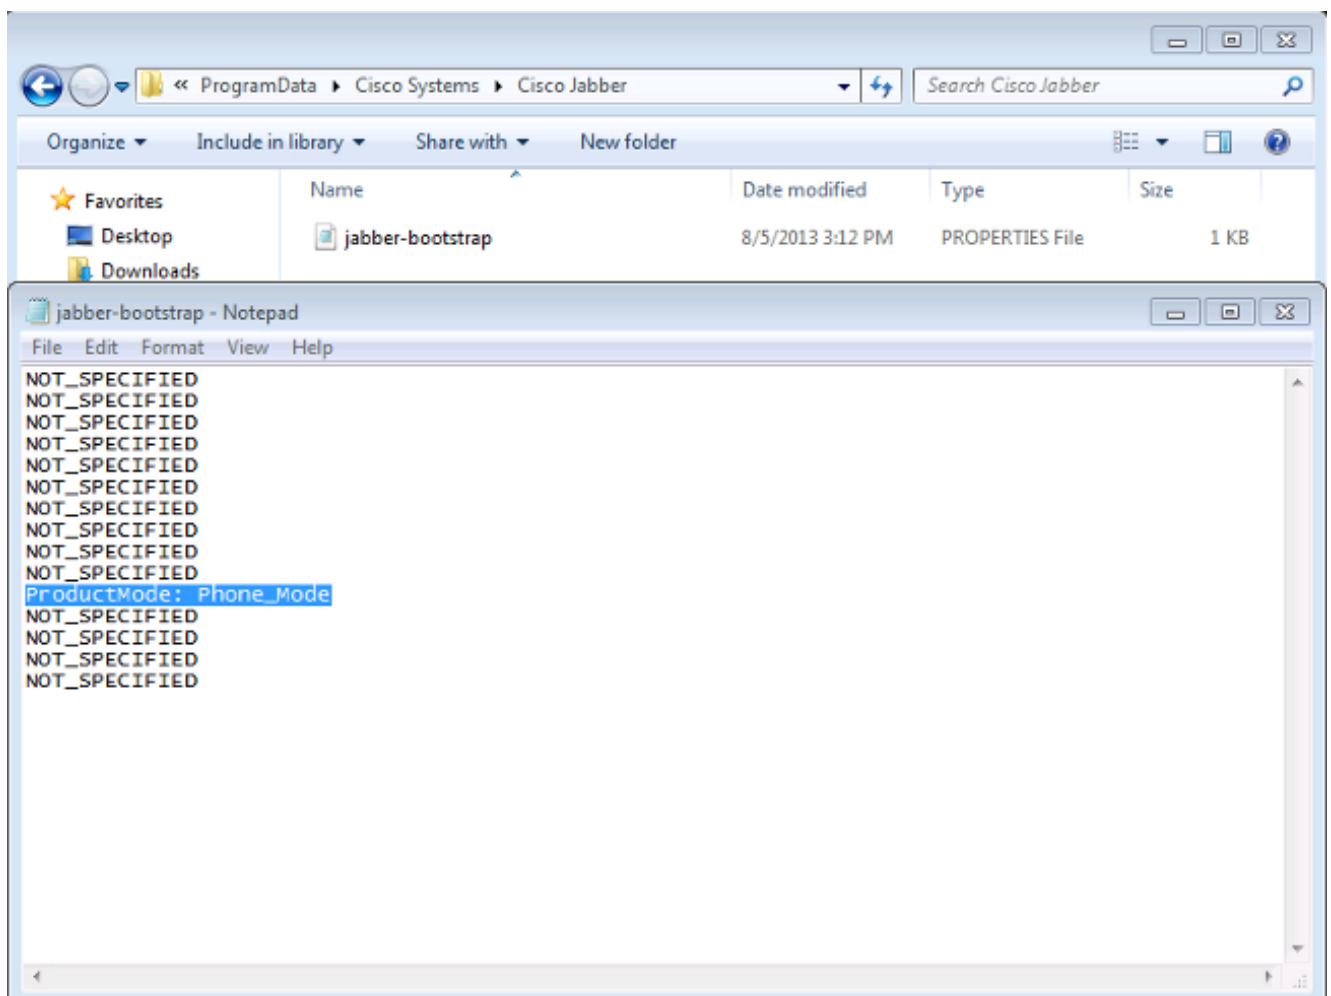 « ProgramData Cisco Systems Cisco Jabber Search Cisco Jabber
Organize Include in library Share with New folder
Name Date modified Type Size
Favorites
Desktop jabber-bootstrap 8/5/2013 3:12 PM PROPERTIES File 1 KB
Downloads
jabber-bootstrap - Notepad
File Edit Format View Help
NOT_SPECIFIED
NOT_SPECIFIED
NOT_SPECIFIED
NOT_SPECIFIED
NOT_SPECIFIED
NOT_SPECIFIED
NOT_SPECIFIED
NOT_SPECIFIED
NOT_SPECIFIED
NOT_SPECIFIED
ProductMode: Phone_Mode
NOT_SPECIFIED
NOT_SPECIFIED
NOT_SPECIFIED
NOT_SPECIFIED